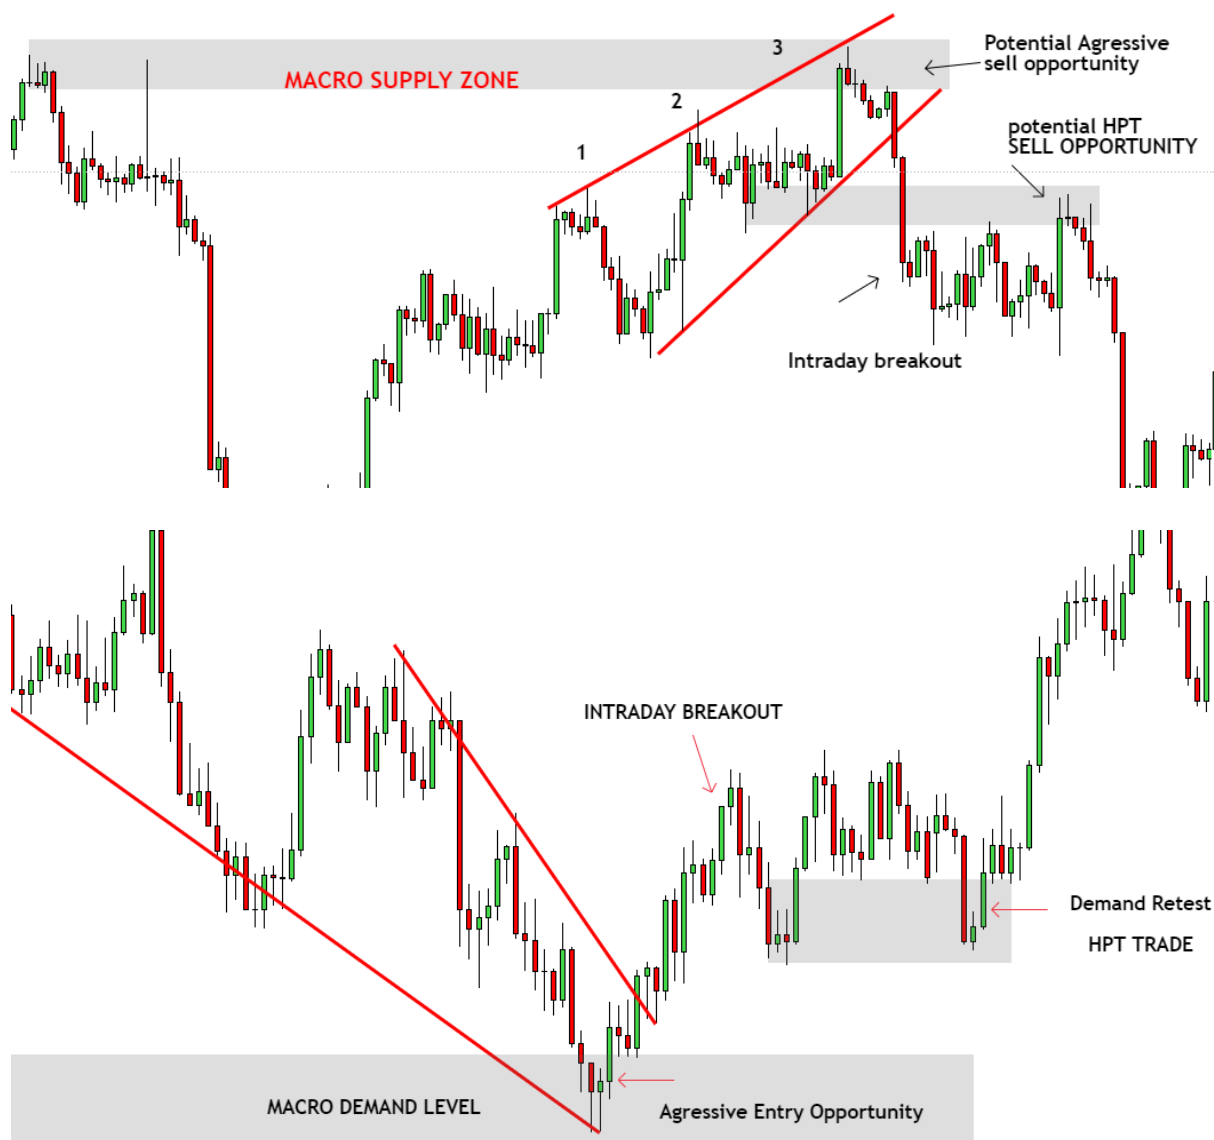 Potential Agressive
sell opportunity
3
MACRO SUPPLY ZONE
2
potential HPT
SELL OPPORTUNITY
1
Intraday breakout
INTRADAY BREAKOUT
Demand Retest
HPT TRADE
MACRO DEMAND LEVEL
Agressive Entry Opportunity